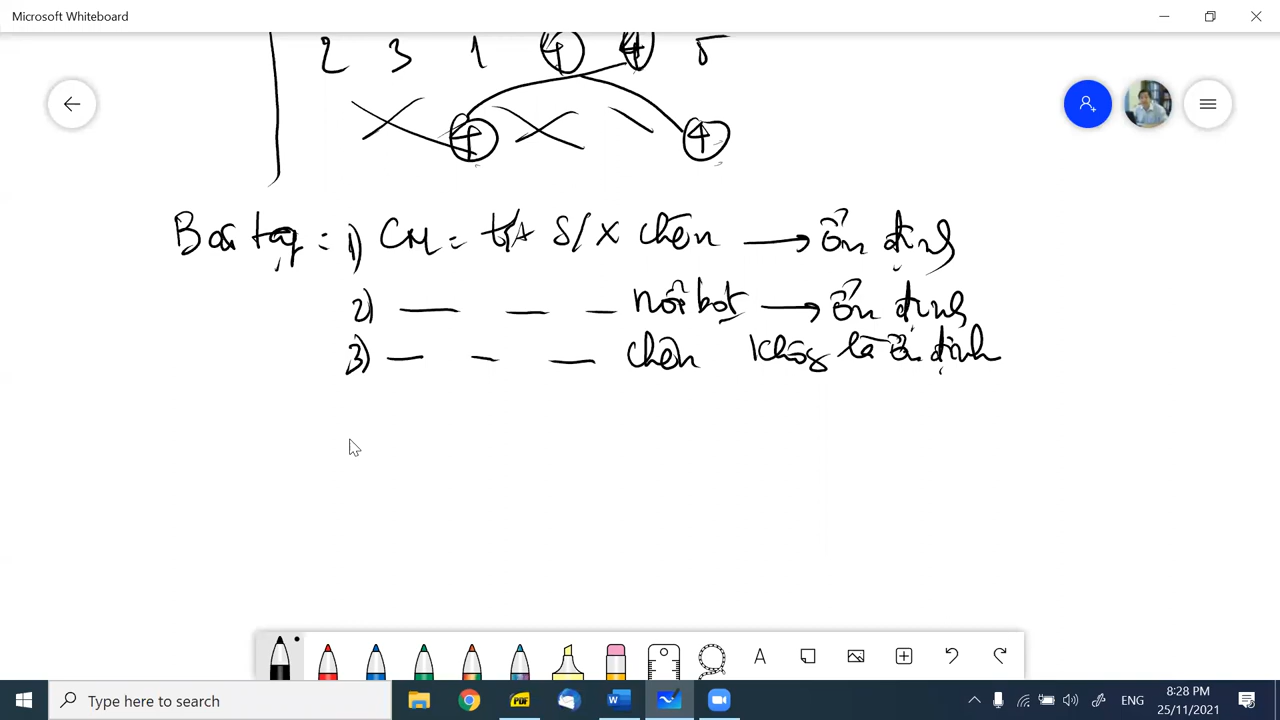 Microsoft Whiteboard
2 3 1 4 4 5
4 4
Bài tập: 1) CM: t/t S/X chọn → ổn định
2) — — — nổi bọt → ổn định
3) — — — chọn không là ổn định
A
Type here to search
PDF
W
ENG
8:28 PM
25/11/2021